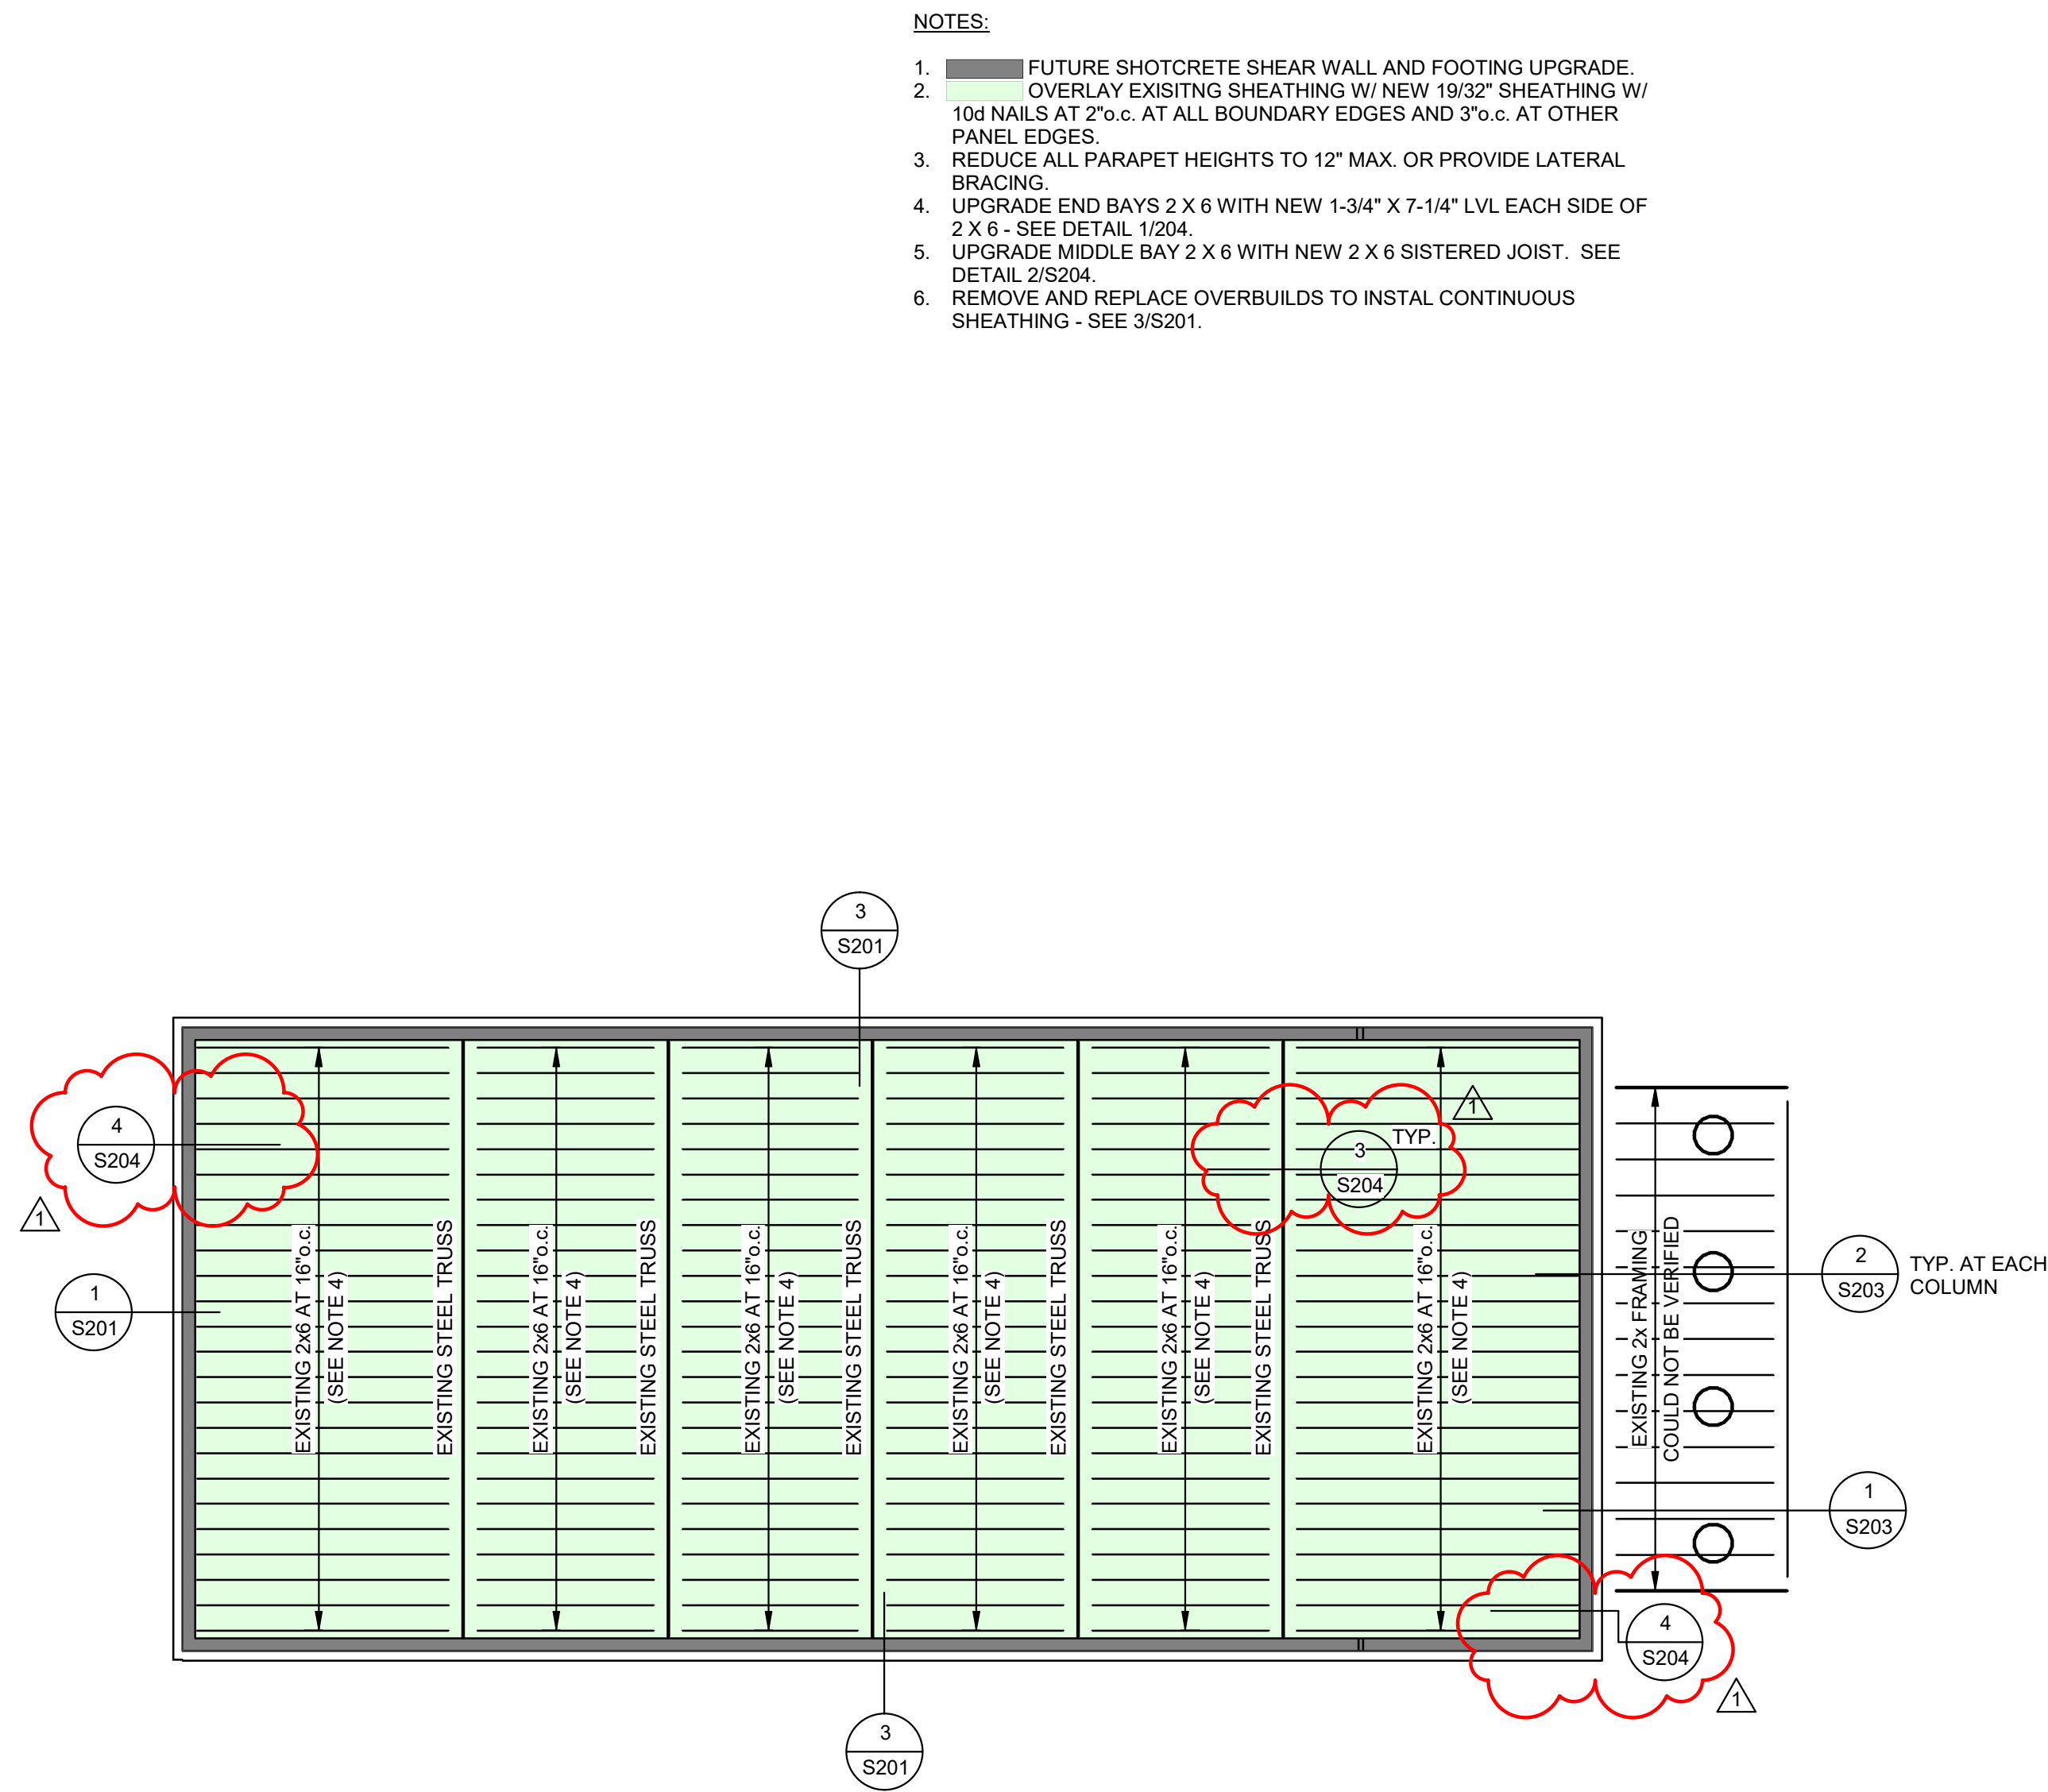 NOTES:
1. FUTURE SHOTCRETE SHEAR WALL AND FOOTING UPGRADE.
2. OVERLAY EXISITNG SHEATHING W/ NEW 19/32" SHEATHING W/
10d NAILS AT 2"o.c. AT ALL BOUNDARY EDGES AND 3"o.c. AT OTHER
PANEL EDGES.
3. REDUCE ALL PARAPET HEIGHTS TO 12" MAX. OR PROVIDE LATERAL
BRACING.
4. UPGRADE END BAYS 2 X 6 WITH NEW 1-3/4" X 7-1/4" LVL EACH SIDE OF
2 X 6 - SEE DETAIL 1/204.
5. UPGRADE MIDDLE BAY 2 X 6 WITH NEW 2 X 6 SISTERED JOIST. SEE
DETAIL 2/S204.
6. REMOVE AND REPLACE OVERBUILDS TO INSTAL CONTINUOUS
SHEATHING - SEE 3/S201.
3
S201
4
S204
1
1
S201
EXISTING 2x6 AT 16"o.c.
(SEE NOTE 4)
EXISTING STEEL TRUSS
EXISTING 2x6 AT 16"o.c.
(SEE NOTE 4)
EXISTING STEEL TRUSS
EXISTING 2x6 AT 16"o.c.
(SEE NOTE 4)
EXISTING STEEL TRUSS
EXISTING 2x6 AT 16"o.c.
(SEE NOTE 4)
EXISTING STEEL TRUSS
EXISTING 2x6 AT 16"o.c.
(SEE NOTE 4)
EXISTING STEEL TRUSS
1
TYP.
3
S204
EXISTING 2x6 AT 16"o.c.
(SEE NOTE 4)
EXISTING 2x FRAMING
COULD NOT BE VERIFIED
2
S203
TYP. AT EACH
COLUMN
1
S203
4
S204
1
3
S201